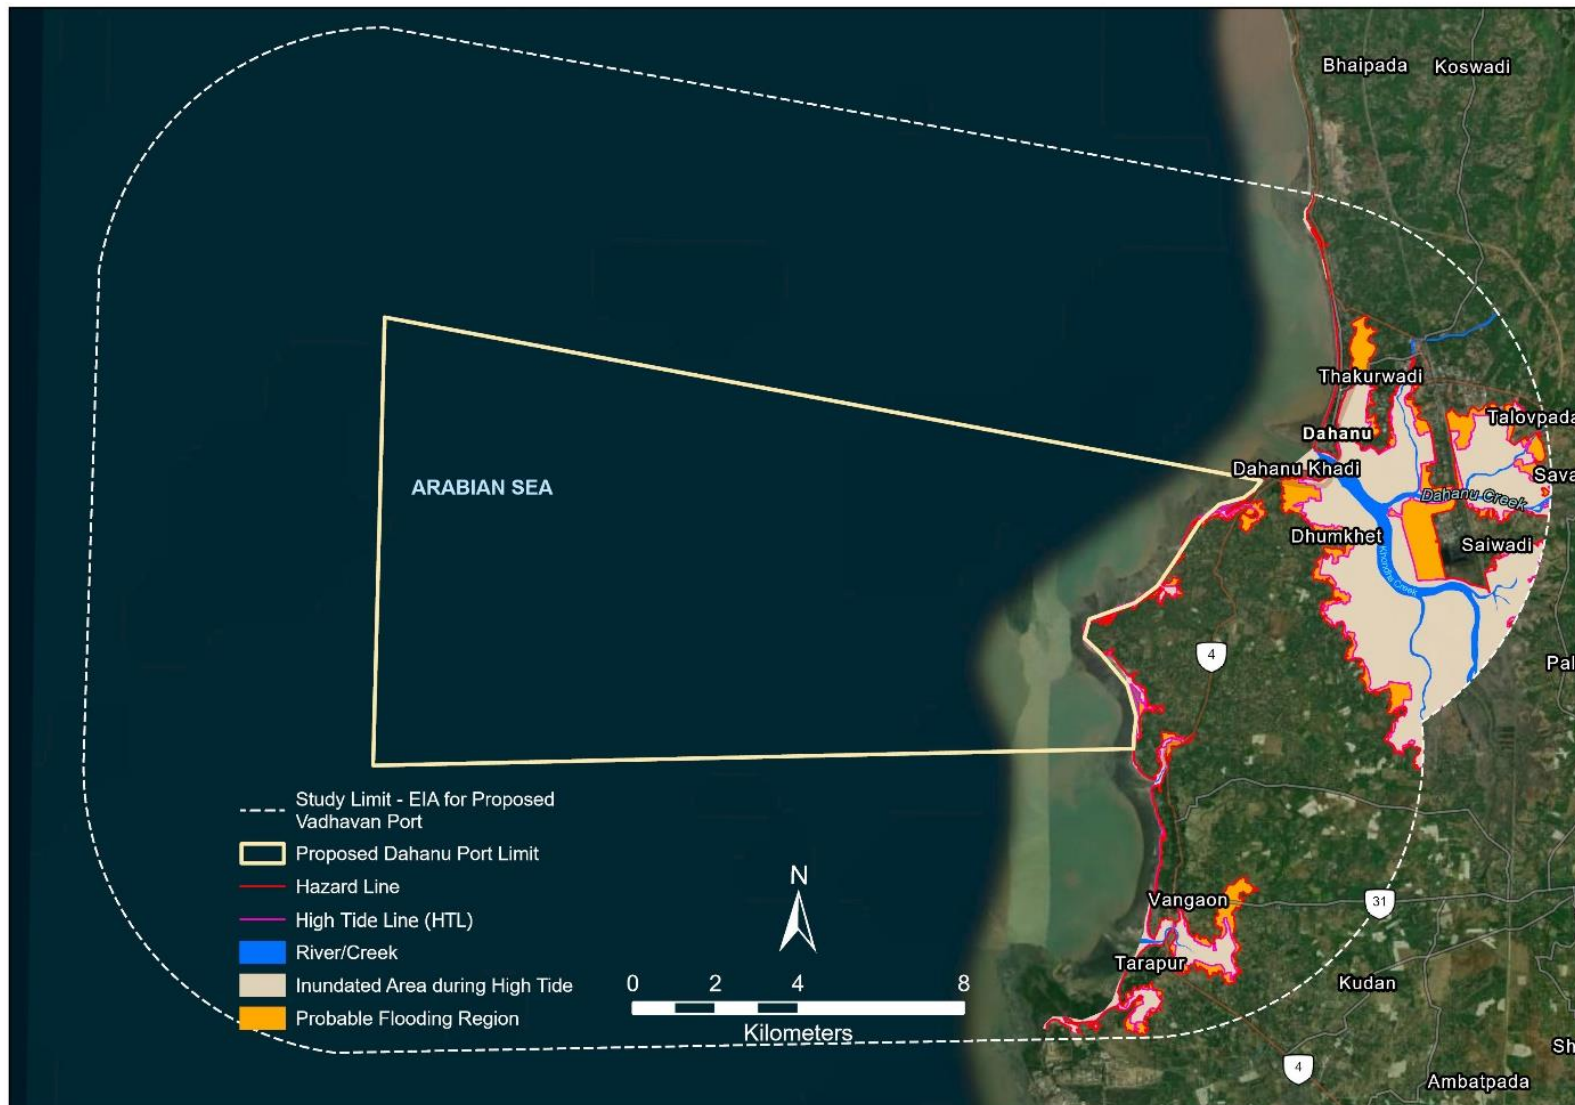 Bhaipada
Koswadi
Thakurwadi
Talovpada
Dahanu
Dahanu Khadi
Sava
Dahanu Creek
ARABIAN SEA
Dhumkhet
Saiwadi
Khondha Creek
4
Pal
Study Limit - EIA for Proposed
Vadhavan Port
Proposed Dahanu Port Limit
Hazard Line
High Tide Line (HTL)
River/Creek
Inundated Area during High Tide
Probable Flooding Region
N
0 2 4 8
Kilometers
Vangaon
31
Tarapur
Kudan
Sh
4
Ambatpada